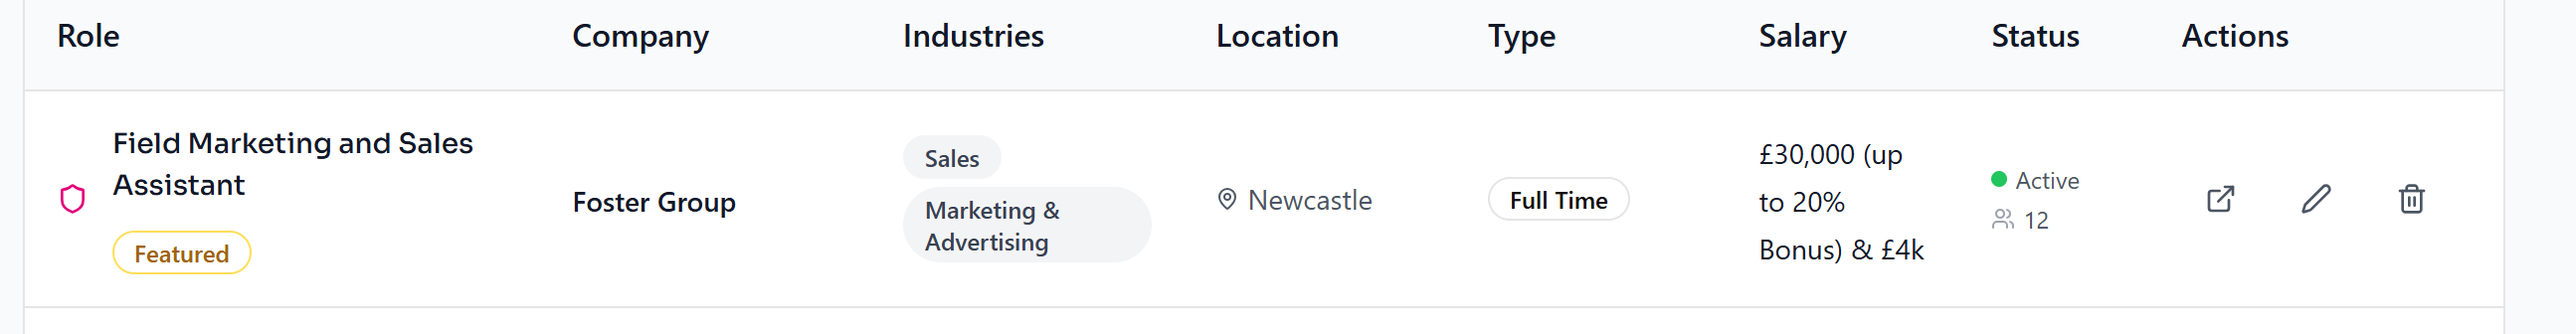 Role Company Industries Location Type Salary Status Actions
Field Marketing and Sales
Assistant
Featured
Foster Group
Sales
Marketing &
Advertising
Newcastle
Full Time
£30,000 (up
to 20%
Bonus) & £4k
Active
12